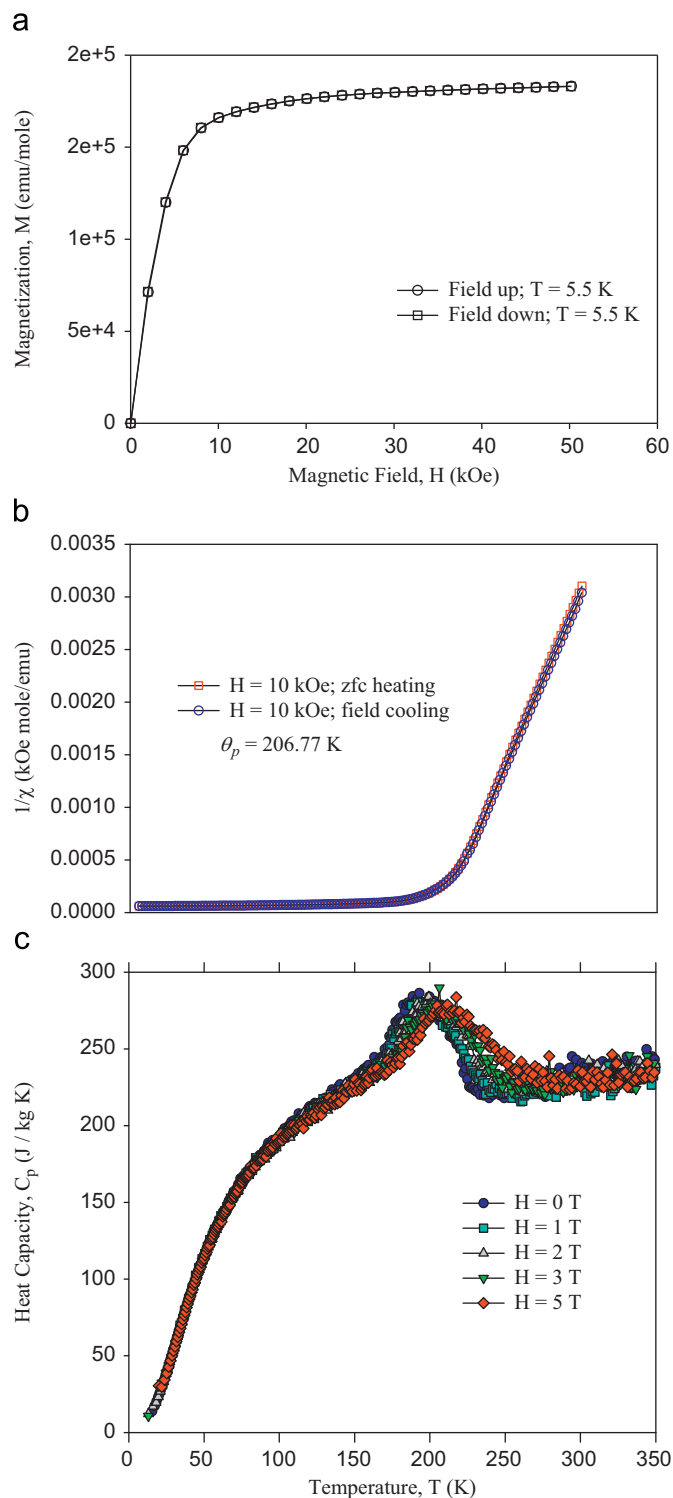 a
2e+5
2e+5
1e+5
5e+4
0
Magnetization, M (emu/mole)
Field up; T = 5.5 K
Field down; T = 5.5 K
0 10 20 30 40 50 60
Magnetic Field, H (kOe)
b
0.0035
0.0030
0.0025
0.0020
0.0015
0.0010
0.0005
0.0000
1/χ (kOe mole/emu)
H = 10 kOe; zfc heating
H = 10 kOe; field cooling
θp = 206.77 K
c
300
250
200
150
100
50
0
Heat Capacity, Cp (J / kg K)
H = 0 T
H = 1 T
H = 2 T
H = 3 T
H = 5 T
0 50 100 150 200 250 300 350
Temperature, T (K)